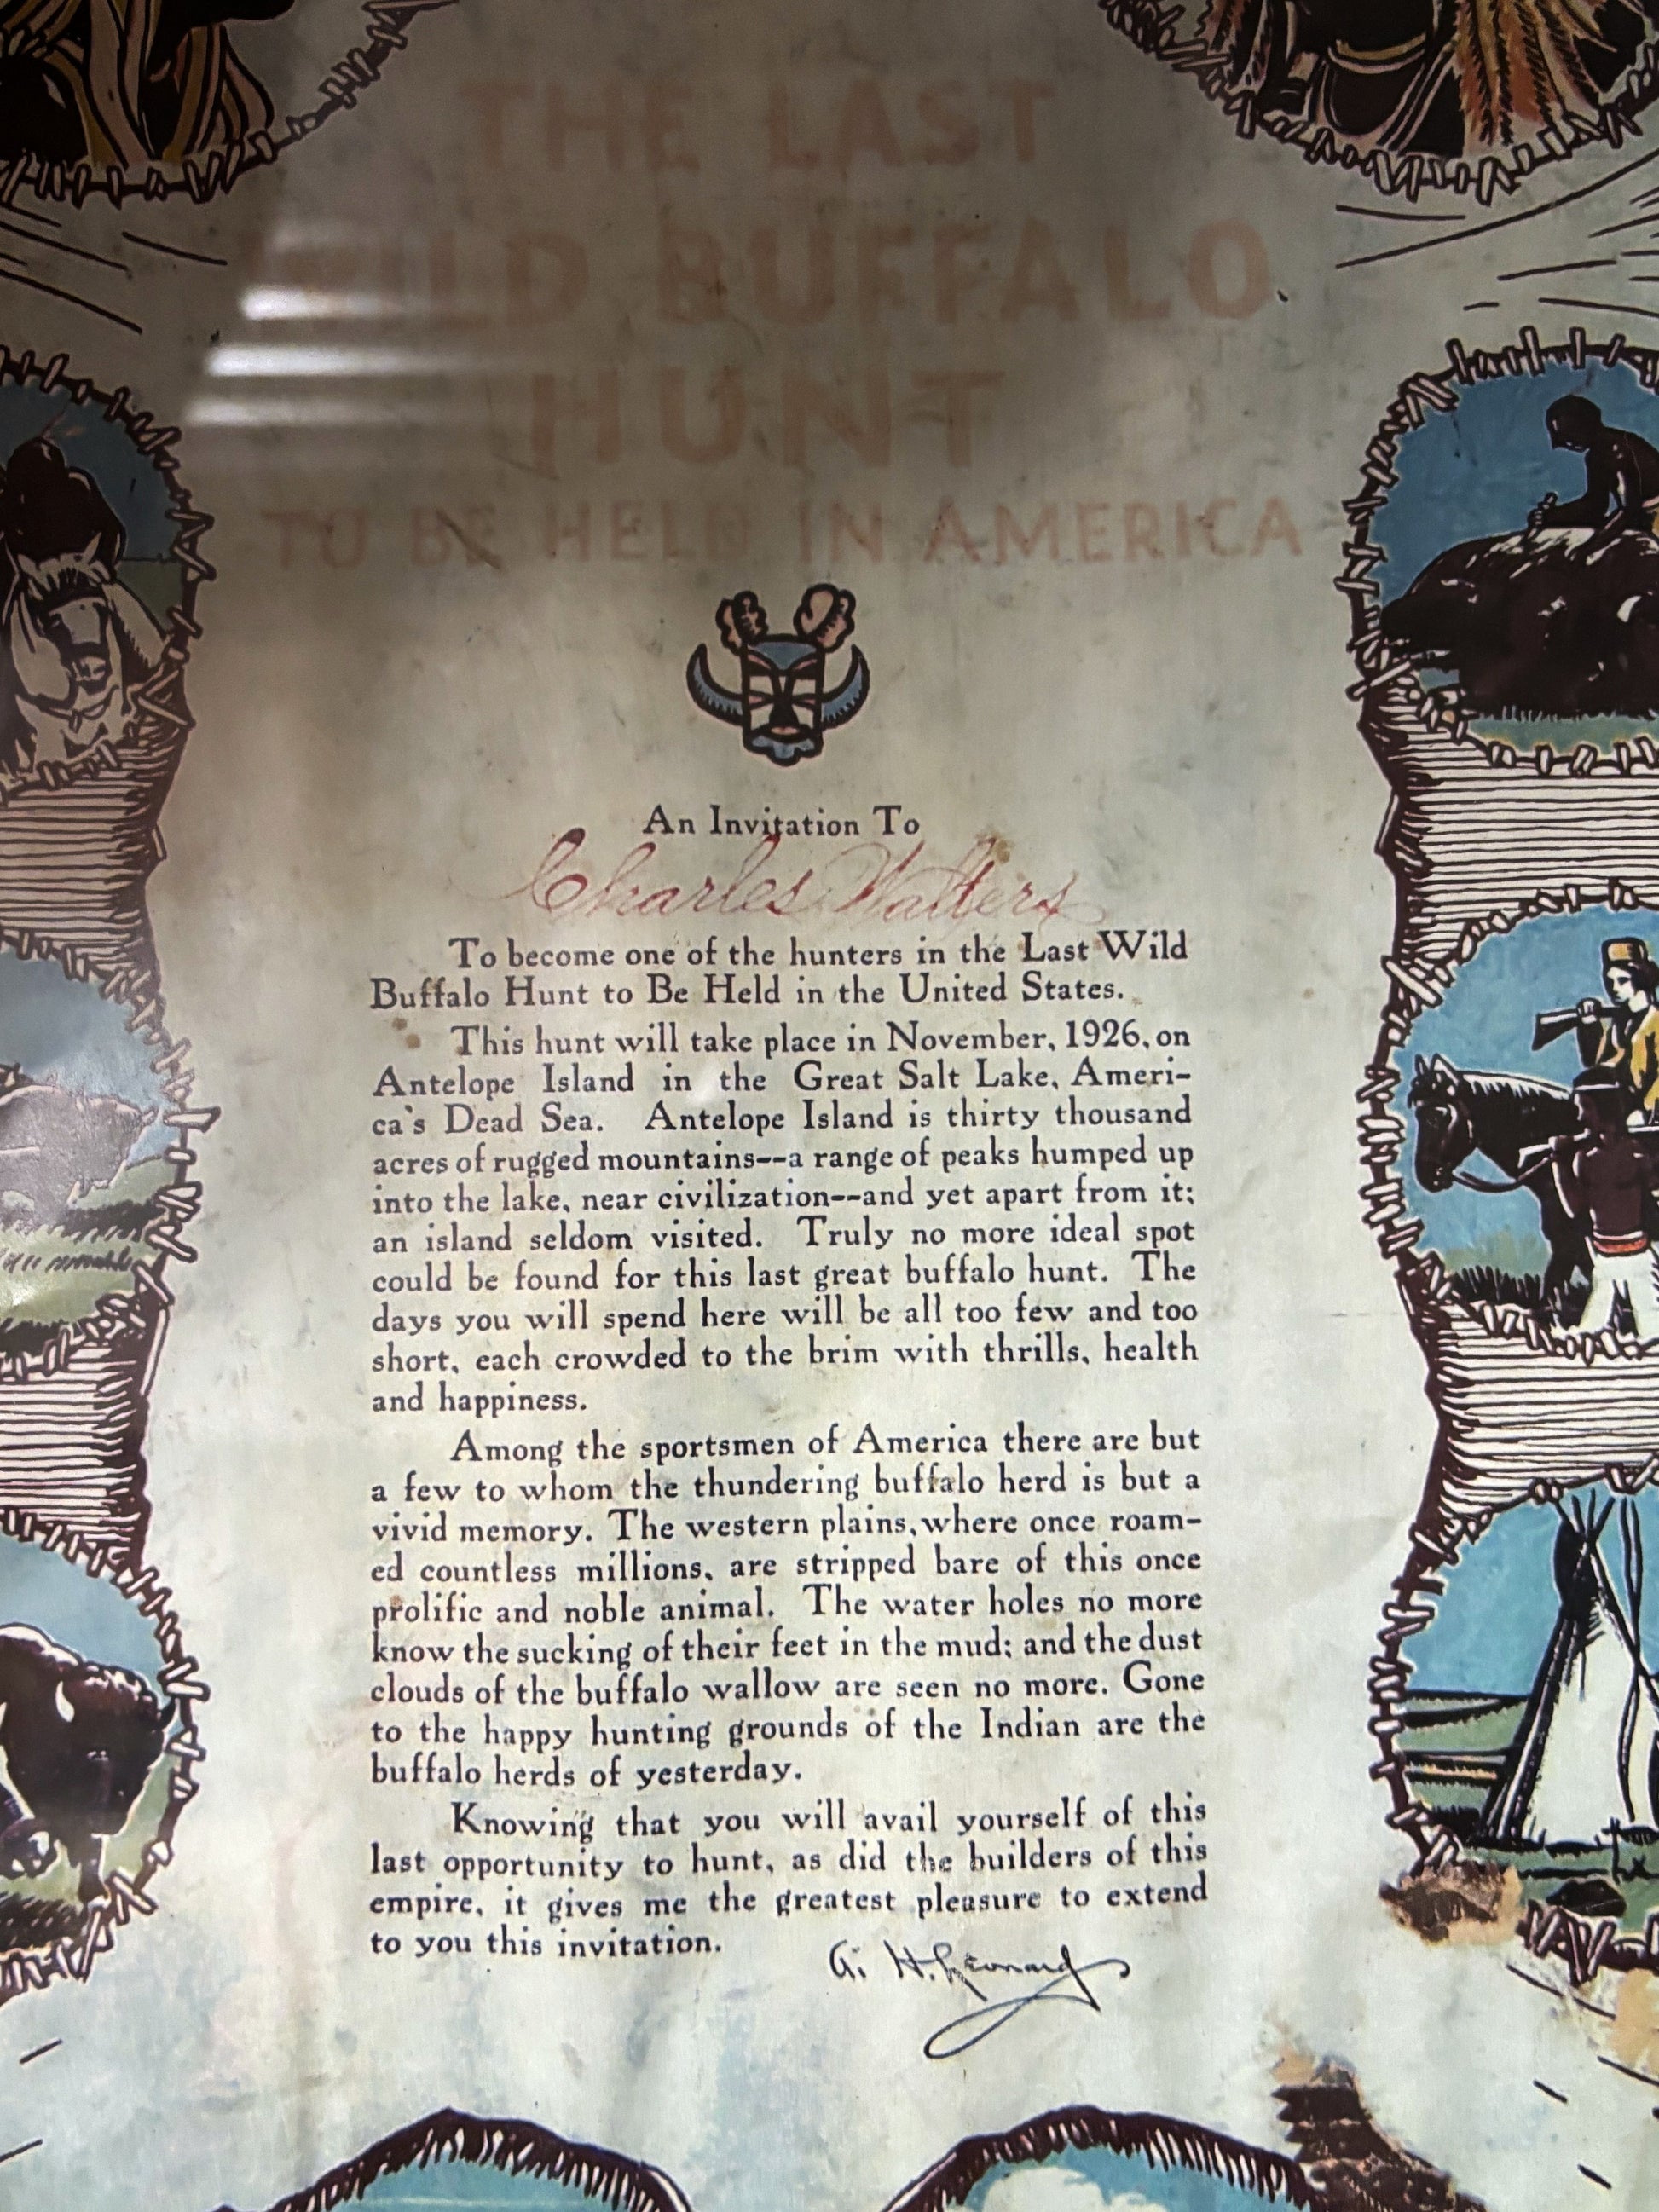 THE LAST
WILD BUFFALO
HUNT
TO BE HELD IN AMERICA
An Invitation To
Charles Walters
To become one of the hunters in the Last Wild
Buffalo Hunt to Be Held in the United States.
This hunt will take place in November, 1926, on
Antelope Island in the Great Salt Lake, Ameri-
ca's Dead Sea. Antelope Island is thirty thousand
acres of rugged mountains--a range of peaks humped up
into the lake, near civilization--and yet apart from it;
an island seldom visited. Truly no more ideal spot
could be found for this last great buffalo hunt. The
days you will spend here will be all too few and too
short, each crowded to the brim with thrills, health
and happiness.
Among the sportsmen of America there are but
a few to whom the thundering buffalo herd is but a
vivid memory. The western plains, where once roam-
ed countless millions, are stripped bare of this once
prolific and noble animal. The water holes no more
know the sucking of their feet in the mud; and the dust
clouds of the buffalo wallow are seen no more. Gone
to the happy hunting grounds of the Indian are the
buffalo herds of yesterday.
Knowing that you will avail yourself of this
last opportunity to hunt, as did the builders of this
empire, it gives me the greatest pleasure to extend
to you this invitation.
A. H. Leonard